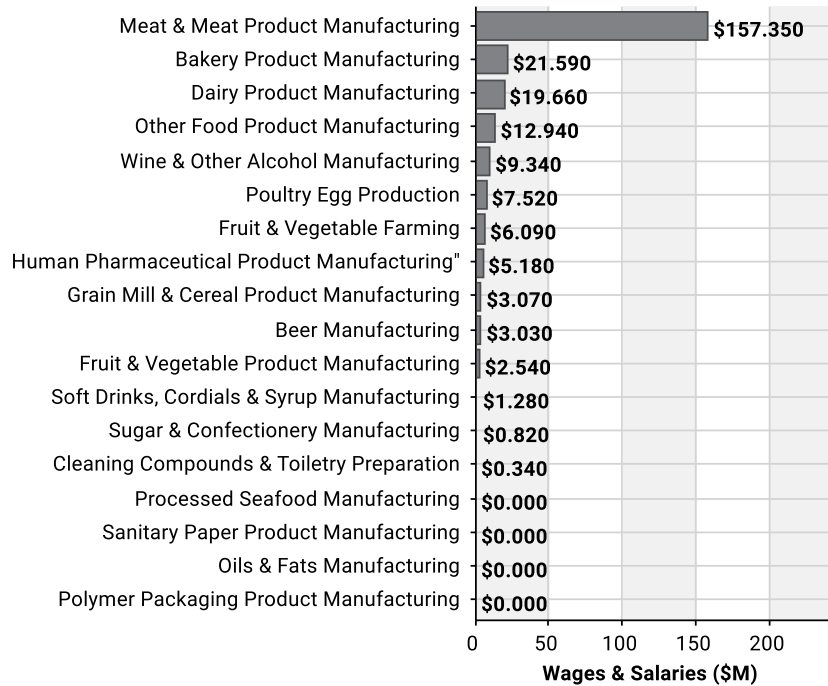 Meat & Meat Product Manufacturing $157.350
Bakery Product Manufacturing $21.590
Dairy Product Manufacturing $19.660
Other Food Product Manufacturing $12.940
Wine & Other Alcohol Manufacturing $9.340
Poultry Egg Production $7.520
Fruit & Vegetable Farming $6.090
Human Pharmaceutical Product Manufacturing" $5.180
Grain Mill & Cereal Product Manufacturing $3.070
Beer Manufacturing $3.030
Fruit & Vegetable Product Manufacturing $2.540
Soft Drinks, Cordials & Syrup Manufacturing $1.280
Sugar & Confectionery Manufacturing $0.820
Cleaning Compounds & Toiletry Preparation $0.340
Processed Seafood Manufacturing $0.000
Sanitary Paper Product Manufacturing $0.000
Oils & Fats Manufacturing $0.000
Polymer Packaging Product Manufacturing $0.000
0 50 100 150 200
Wages & Salaries ($M)